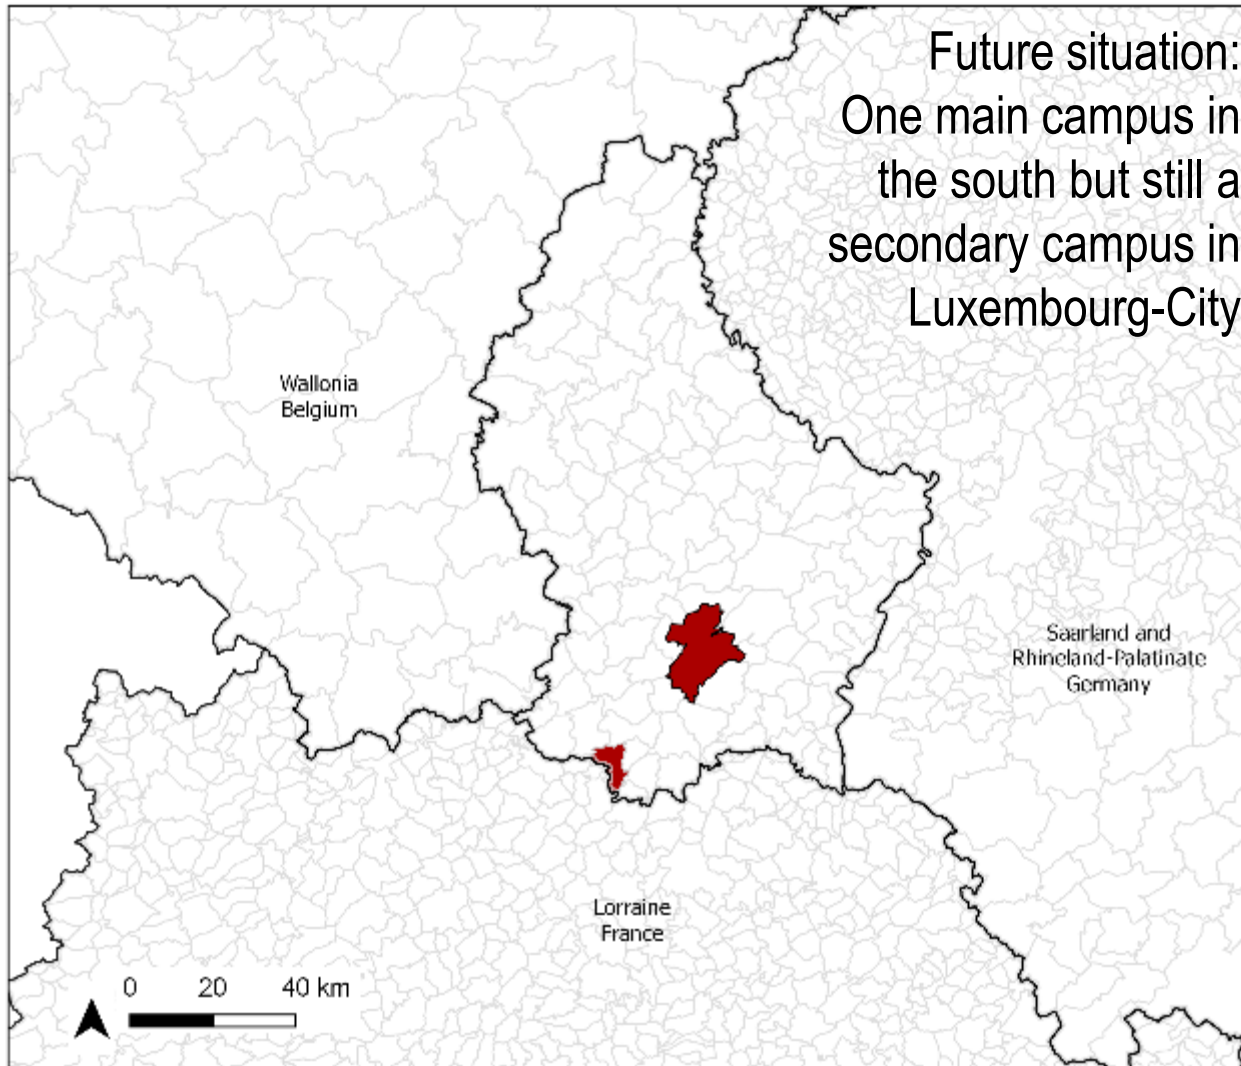 Future situation:
One main campus in
the south but still a
secondary campus in
Luxembourg-City
Wallonia
Belgium
Saarland and
Rhineland-Palatinate
Germany
Lorraine
France
0 20 40 km